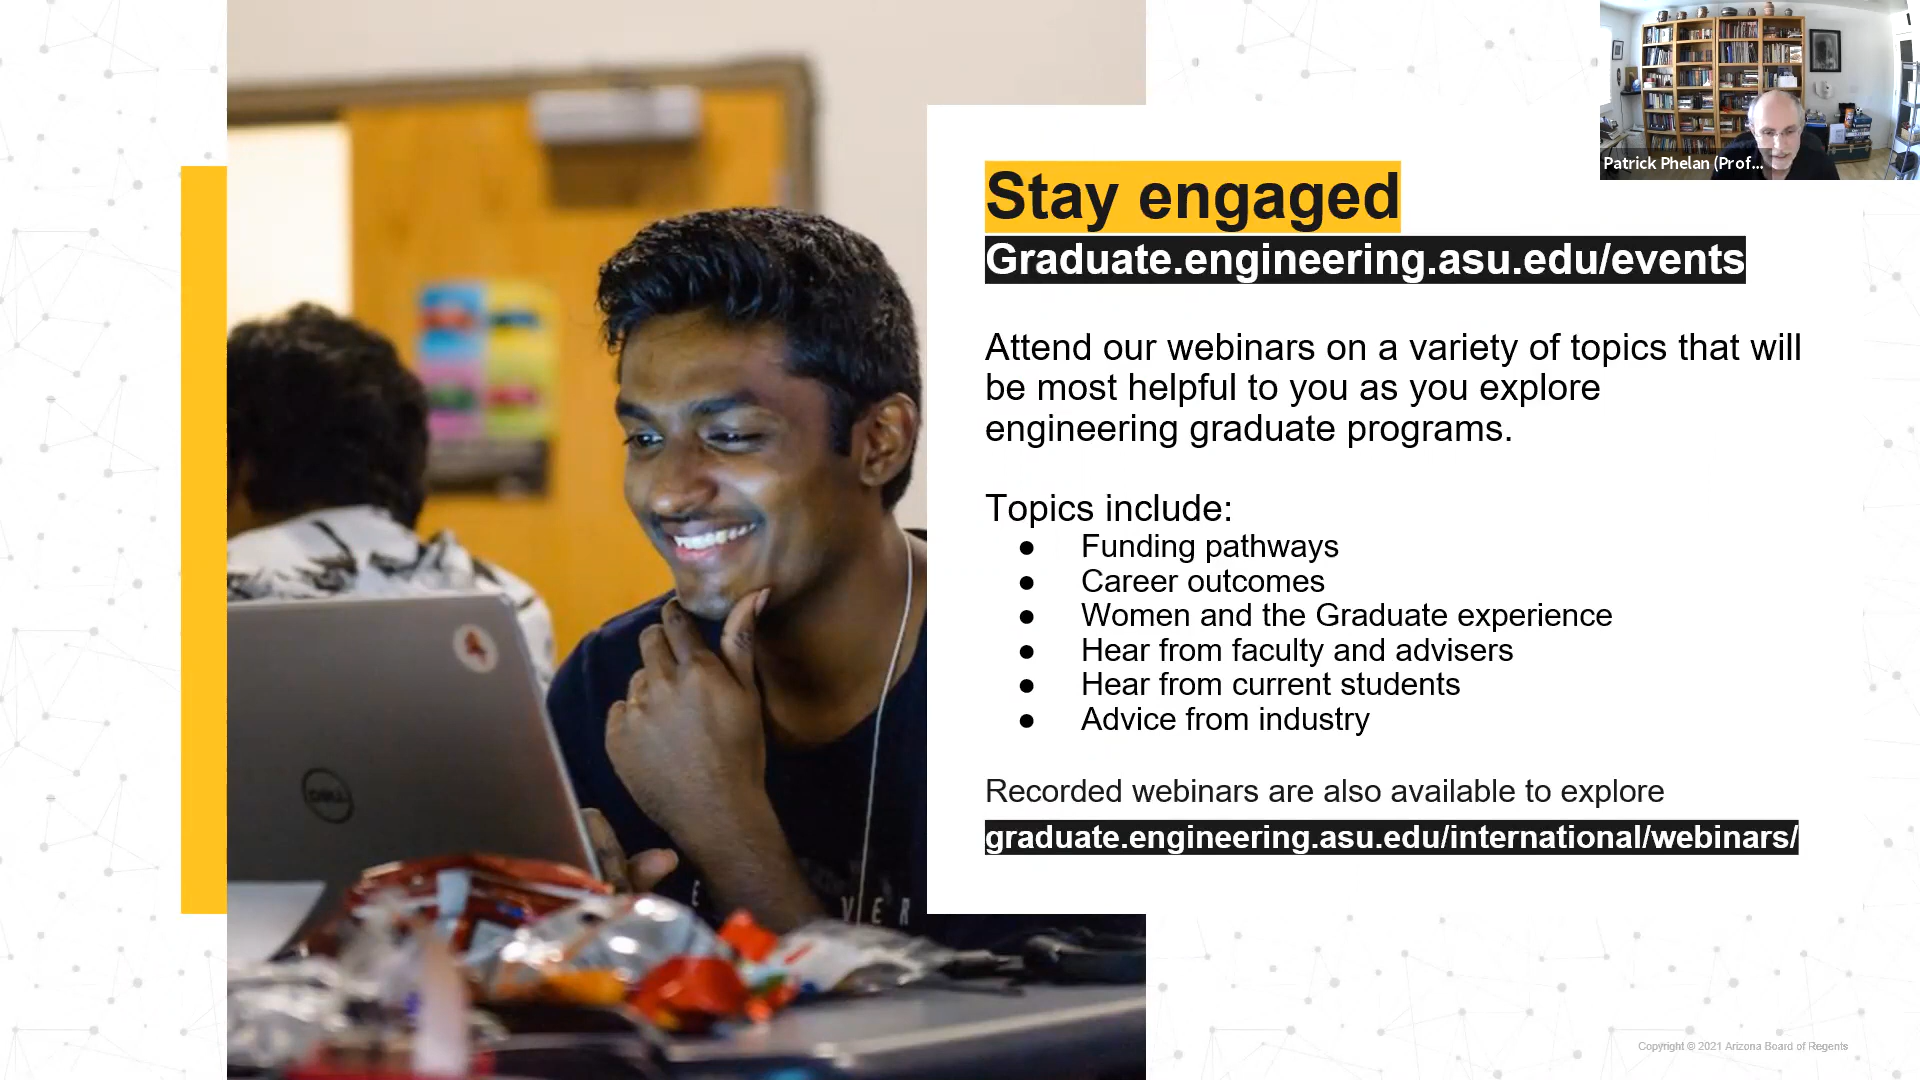 Patrick Phelan (Prof...
Stay engaged
Graduate.engineering.asu.edu/events
Attend our webinars on a variety of topics that will
be most helpful to you as you explore
engineering graduate programs.
Topics include:
● Funding pathways
● Career outcomes
● Women and the Graduate experience
● Hear from faculty and advisers
● Hear from current students
● Advice from industry
Recorded webinars are also available to explore
graduate.engineering.asu.edu/international/webinars/
DELL
E
V E R
Copyright © 2021 Arizona Board of Regents